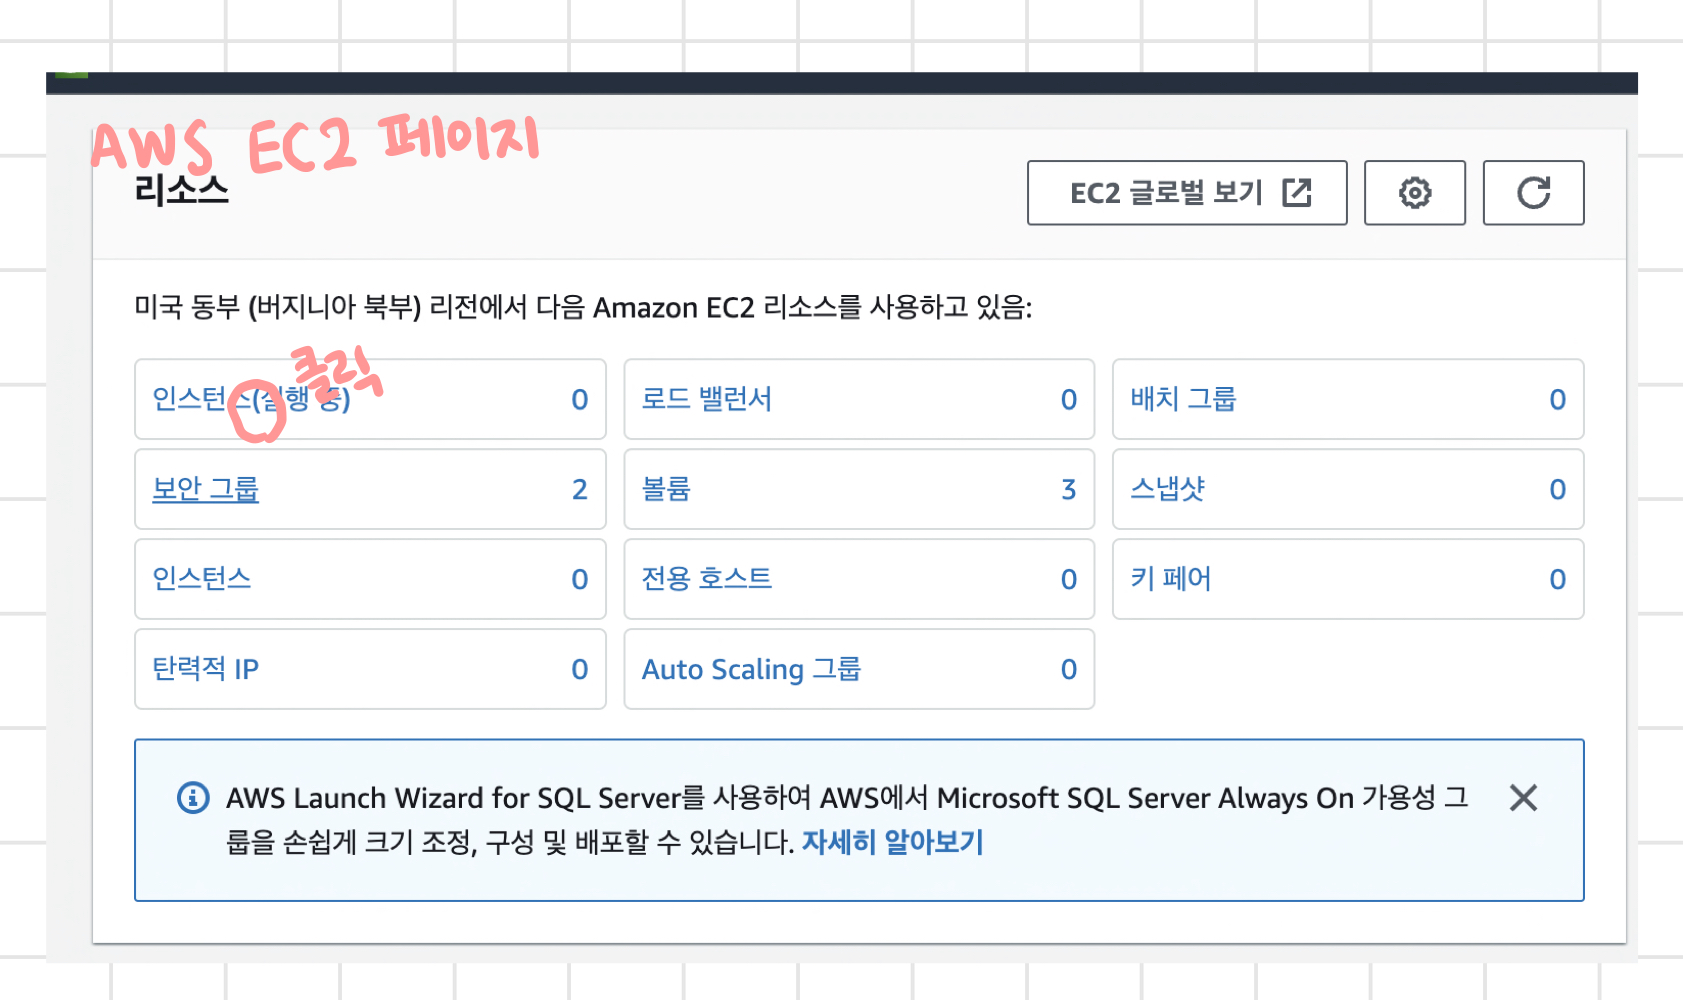 AWS EC2 페이지
리소스
EC2 글로벌 보기
미국 동부 (버지니아 북부) 리전에서 다음 Amazon EC2 리소스를 사용하고 있음:
클릭
인스턴스(실행 중) 0
로드 밸런서 0
배치 그룹 0
보안 그룹 2
볼륨 3
스냅샷 0
인스턴스 0
전용 호스트 0
키 페어 0
탄력적 IP 0
Auto Scaling 그룹 0
AWS Launch Wizard for SQL Server를 사용하여 AWS에서 Microsoft SQL Server Always On 가용성 그
룹을 손쉽게 크기 조정, 구성 및 배포할 수 있습니다. 자세히 알아보기